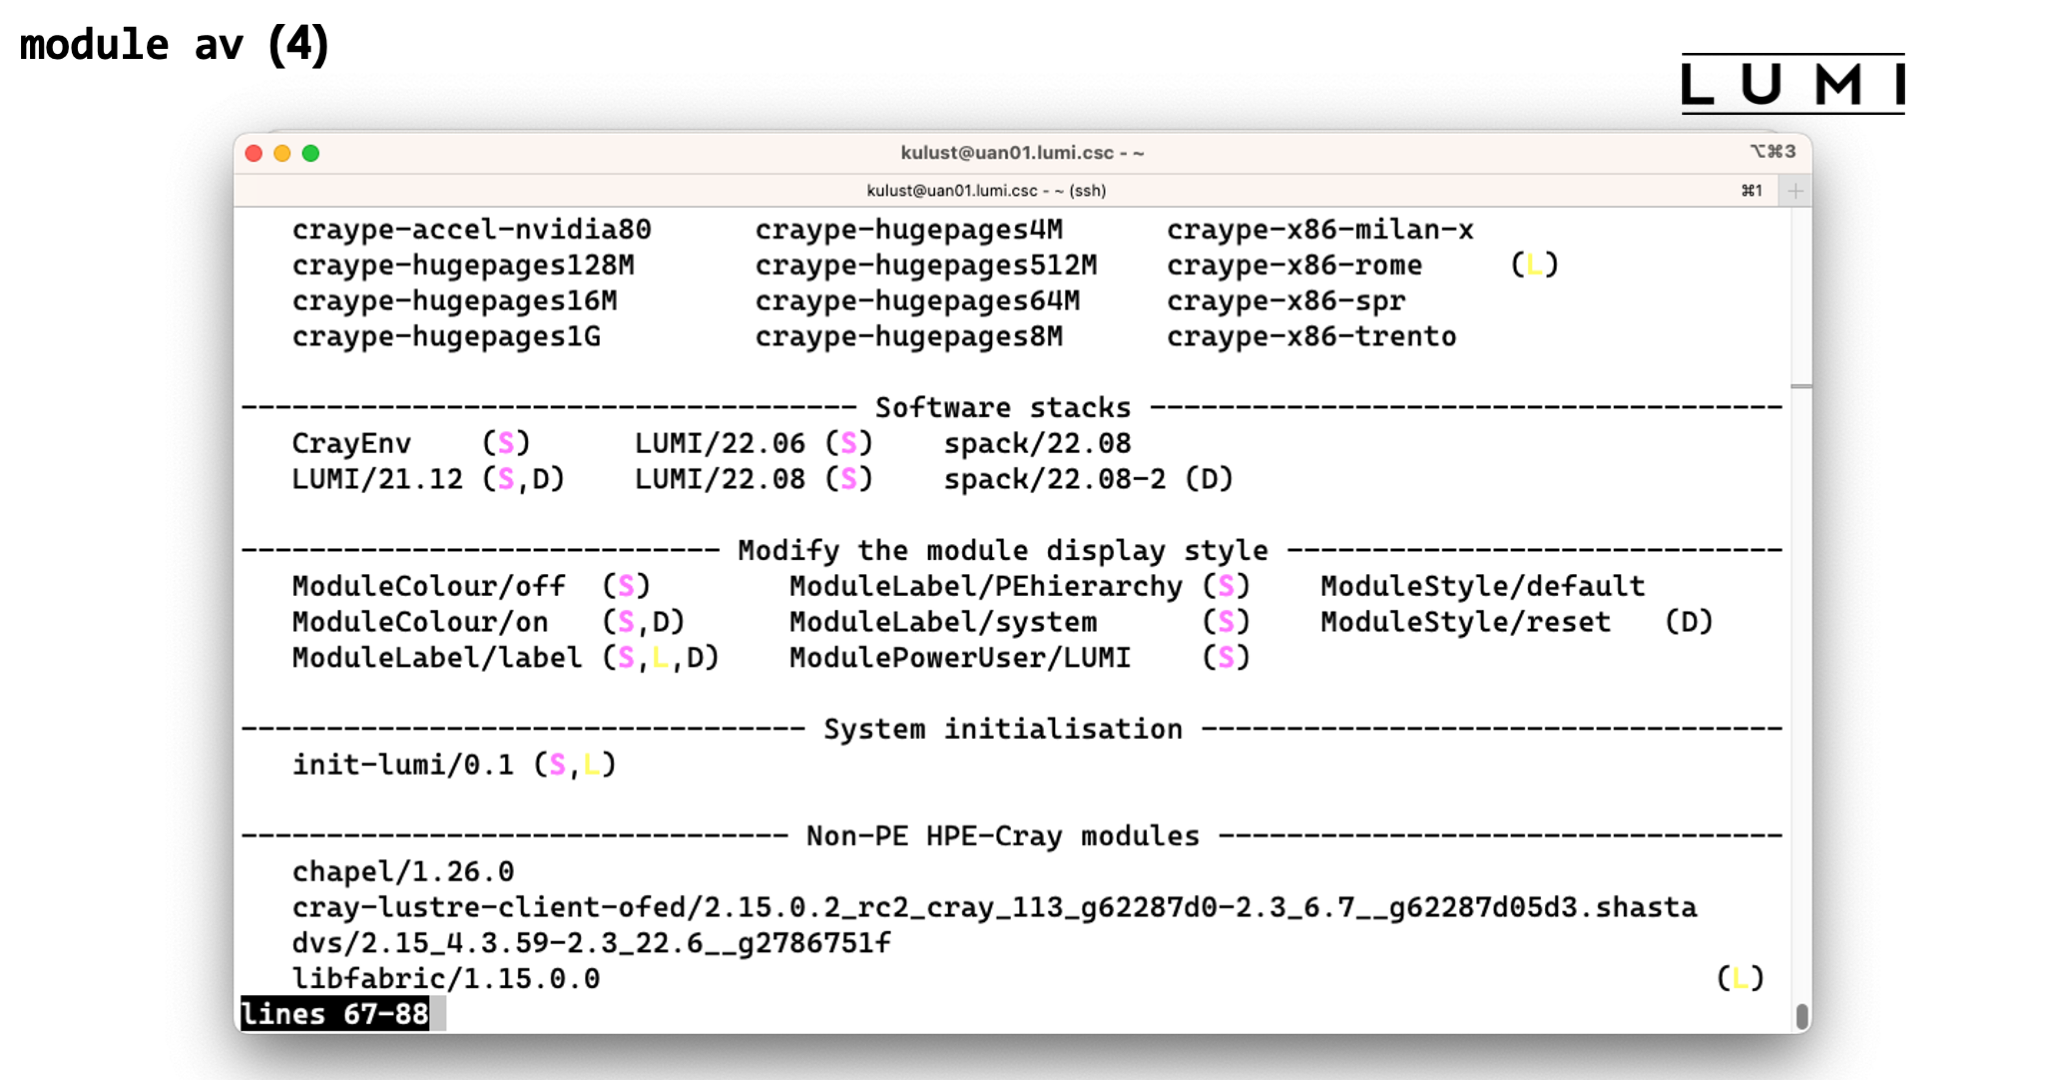 module av (4)
LUMI
kulust@uan01.lumi.csc - ~
⌥⌘3
kulust@uan01.lumi.csc - ~ (ssh)
⌘1
+
craype-accel-nvidia80 craype-hugepages4M craype-x86-milan-x
craype-hugepages128M craype-hugepages512M craype-x86-rome (L)
craype-hugepages16M craype-hugepages64M craype-x86-spr
craype-hugepages1G craype-hugepages8M craype-x86-trento
------------------------------------ Software stacks -------------------------------------
CrayEnv (S) LUMI/22.06 (S) spack/22.08
LUMI/21.12 (S,D) LUMI/22.08 (S) spack/22.08-2 (D)
---------------------------- Modify the module display style -----------------------------
ModuleColour/off (S) ModuleLabel/PEhierarchy (S) ModuleStyle/default
ModuleColour/on (S,D) ModuleLabel/system (S) ModuleStyle/reset (D)
ModuleLabel/label (S,L,D) ModulePowerUser/LUMI (S)
--------------------------------- System initialisation ----------------------------------
init-lumi/0.1 (S,L)
-------------------------------- Non-PE HPE-Cray modules ---------------------------------
chapel/1.26.0
cray-lustre-client-ofed/2.15.0.2_rc2_cray_113_g62287d0-2.3_6.7__g62287d05d3.shasta
dvs/2.15_4.3.59-2.3_22.6__g2786751f
libfabric/1.15.0.0 (L)
lines 67-88